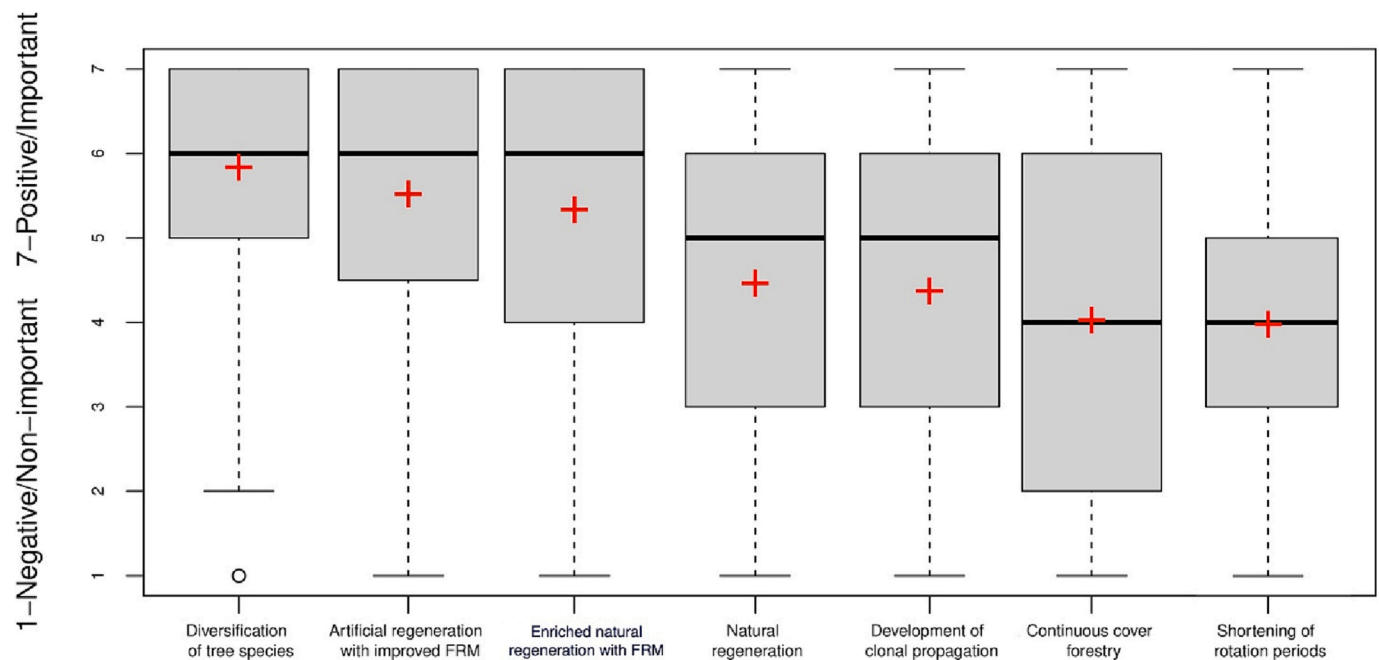 1-Negative/Non-important 7-Positive/Important
7
6
5
4
3
2
1
Diversification
of tree species
Artificial regeneration
with improved FRM
Enriched natural
regeneration with FRM
Natural
regeneration
Development of
clonal propagation
Continuous cover
forestry
Shortening of
rotation periods